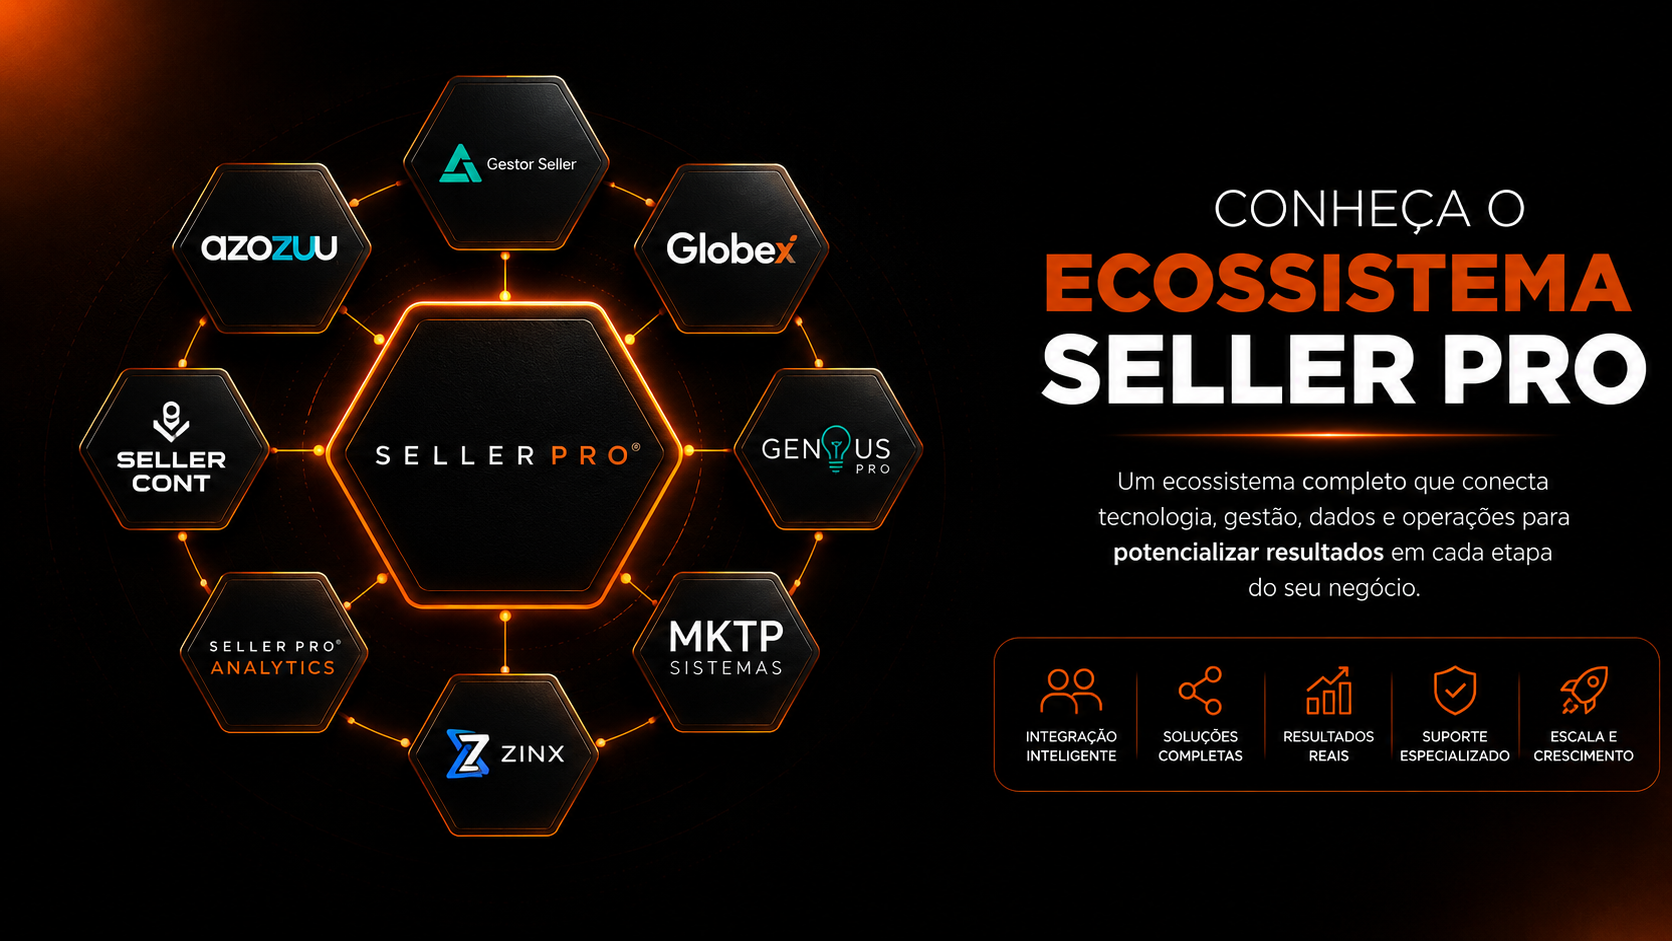 Gestor Seller
azozuu
Globex
SELLER
CONT
SELLER PRO®
GENIUS
PRO
SELLER PRO®
ANALYTICS
MKTP
SISTEMAS
ZINX
CONHEÇA O
ECOSSISTEMA
SELLER PRO
Um ecossistema completo que conecta
tecnologia, gestão, dados e operações para
potencializar resultados em cada etapa
do seu negócio.
INTEGRAÇÃO
INTELIGENTE
SOLUÇÕES
COMPLETAS
RESULTADOS
REAIS
SUPORTE
ESPECIALIZADO
ESCALA E
CRESCIMENTO